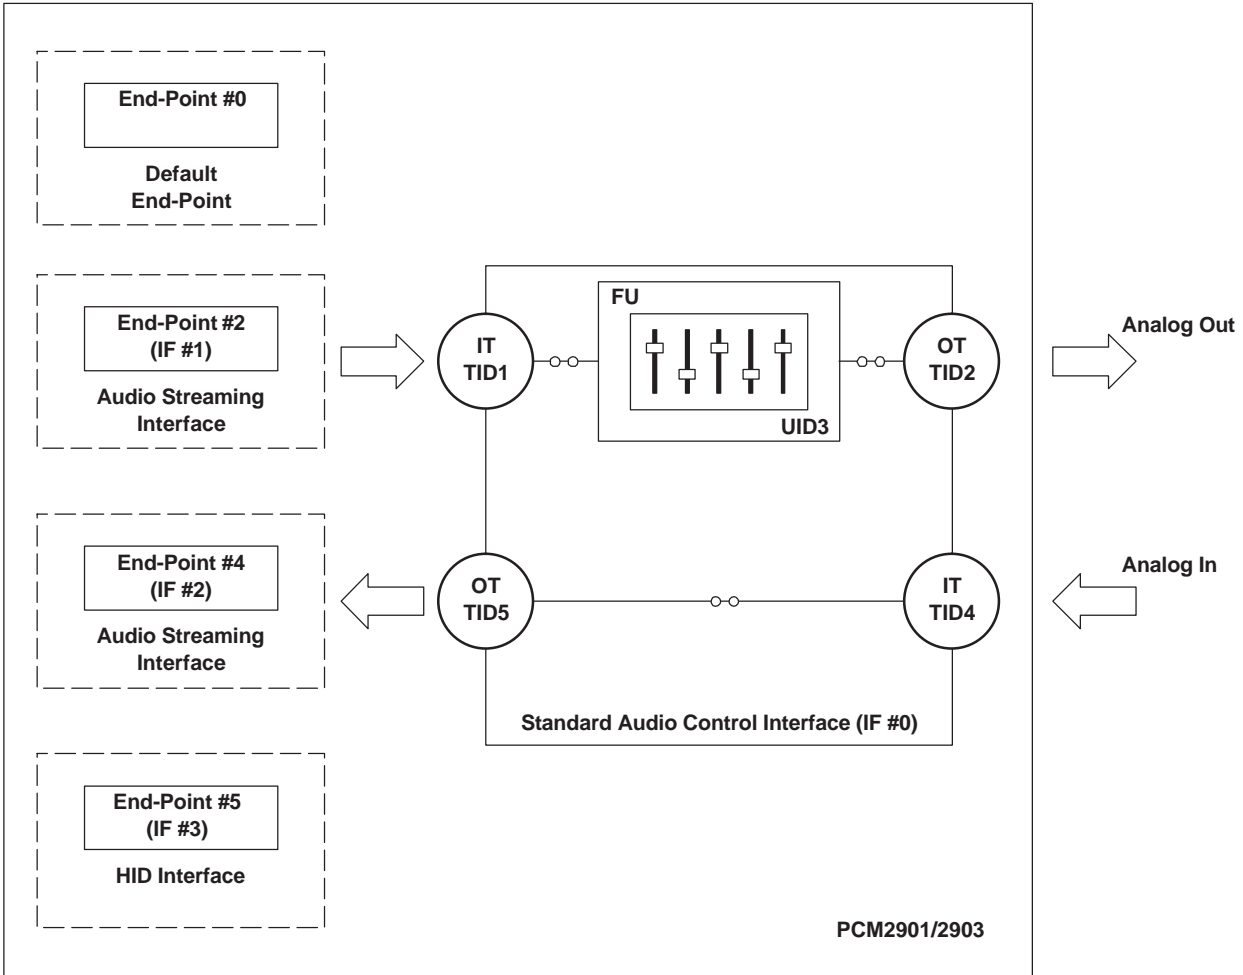 End-Point #0
Default
End-Point
End-Point #2
(IF #1)
Audio Streaming
Interface
End-Point #4
(IF #2)
Audio Streaming
Interface
End-Point #5
(IF #3)
HID Interface
IT
TID1
FU
UID3
OT
TID2
Analog Out
OT
TID5
IT
TID4
Analog In
Standard Audio Control Interface (IF #0)
PCM2901/2903